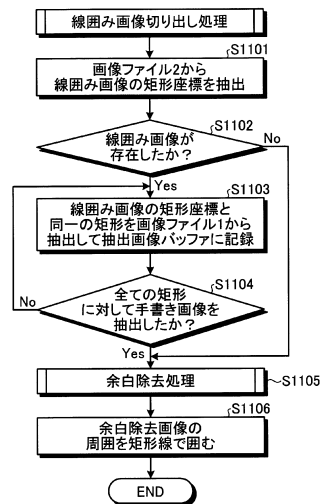 線囲み画像切り出し処理
S1101
画像ファイル2から
線囲み画像の矩形座標を抽出
S1102
線囲み画像が
存在したか？
No
Yes
S1103
線囲み画像の矩形座標と
同一の矩形を画像ファイル1から
抽出して抽出画像バッファに記録
S1104
全ての矩形
に対して手書き画像を
抽出したか？
No
Yes
余白除去処理
S1105
S1106
余白除去画像の
周囲を矩形線で囲む
END